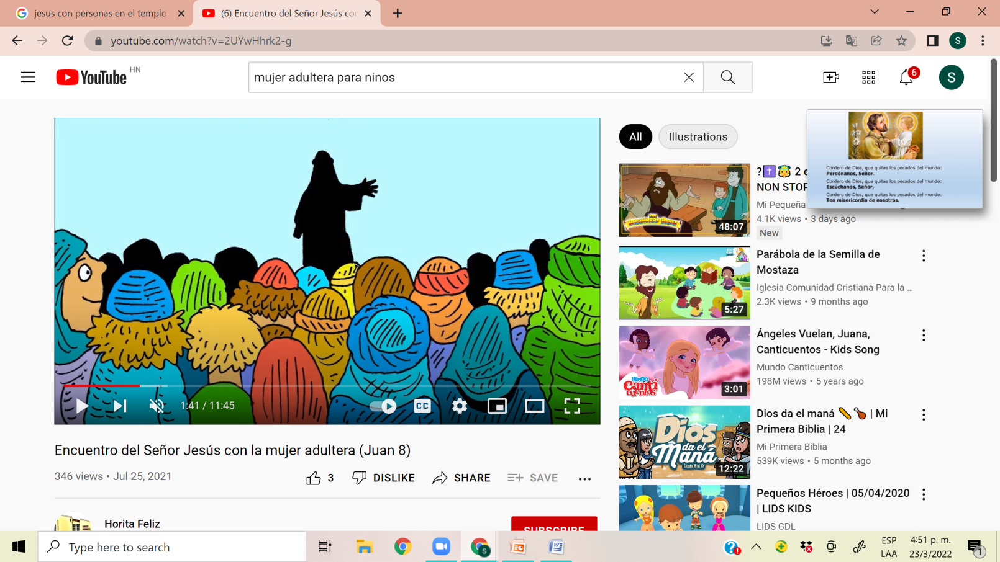 jesus con personas en el templo
(6) Encuentro del Señor Jesús cor
youtube.com/watch?v=2UYwHhrk2-g
S
YouTube HN
mujer adultera para ninos
6
S
All
Illustrations
Cordero de Dios, que quitas los pecados del mundo:
Perdónanos, Señor.
Cordero de Dios, que quitas los pecados del mundo:
Escúchanos, Señor,
Cordero de Dios, que quitas los pecados del mundo:
Ten misericordia de nosotros.
?✝️😇 2 e
NON STOP
Mi Pequeña
4.1K views • 3 days ago
New
48:07
Parábola de la Semilla de
Mostaza
Iglesia Comunidad Cristiana Para la ...
2.3K views • 9 months ago
5:27
Ángeles Vuelan, Juana,
Canticuentos - Kids Song
Mundo Canticuentos
198M views • 5 years ago
MUNDO
Canti
cuentos
3:01
Dios da el maná 🥖🍗 | Mi
Primera Biblia | 24
Mi Primera Biblia
539K views • 5 months ago
Dios
da el
Maná
Éxodo 15 al 19
12:22
Pequeños Héroes | 05/04/2020
| LIDS KIDS
LIDS GDL
1:41 / 11:45
CC
Encuentro del Señor Jesús con la mujer adultera (Juan 8)
346 views • Jul 25, 2021
3
DISLIKE
SHARE
SAVE
Horita Feliz
SUBSCRIBE
Type here to search
ESP
LAA
4:51 p. m.
23/3/2022
1